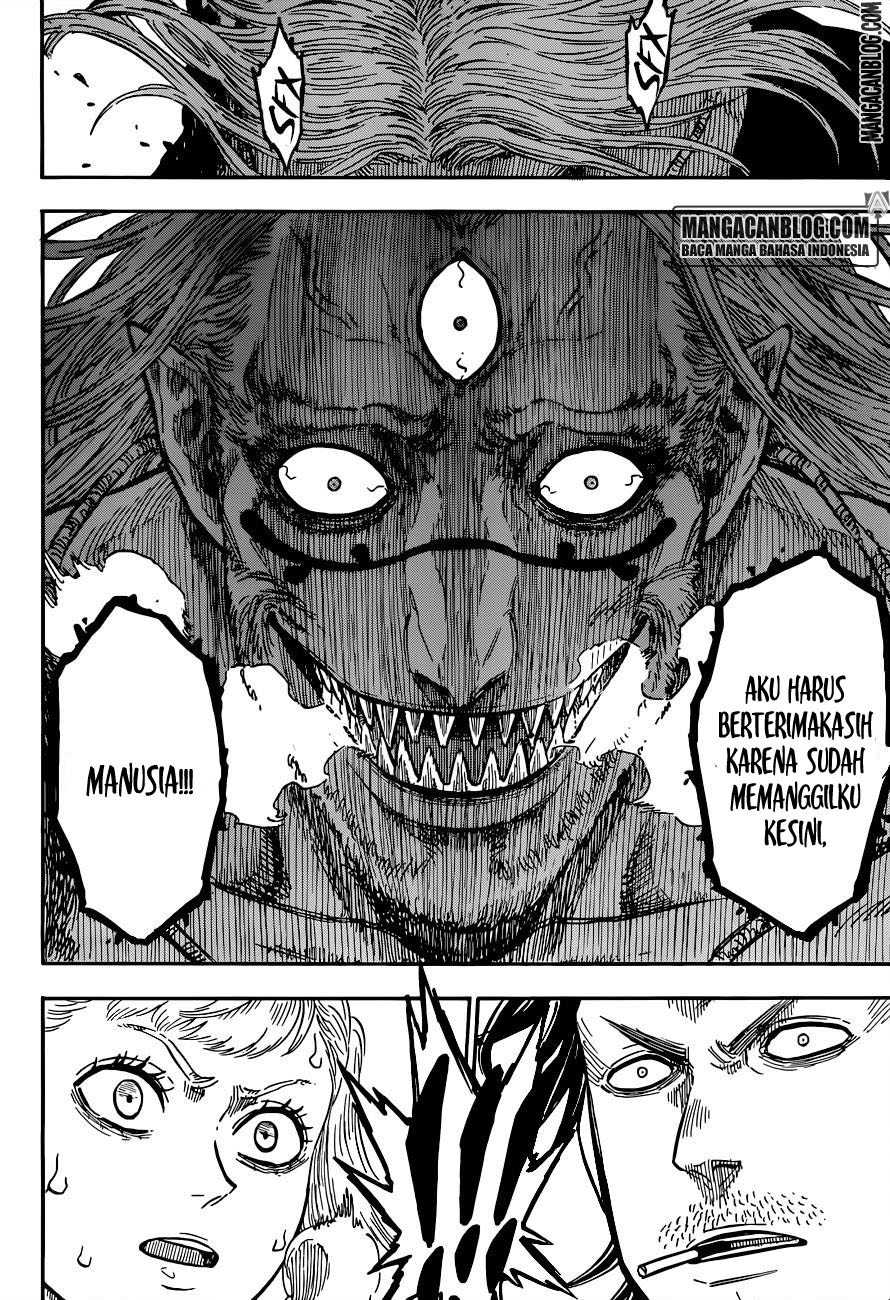 SFX
SFX
MANGACANBLOG.COM
MANGACANBLOG.COM
BACA MANGA BAHASA INDONESIA
AKU HARUS
BERTERIMAKASIH
KARENA SUDAH
MEMANGGILKU
KESINI,
MANUSIA!!!
!!!